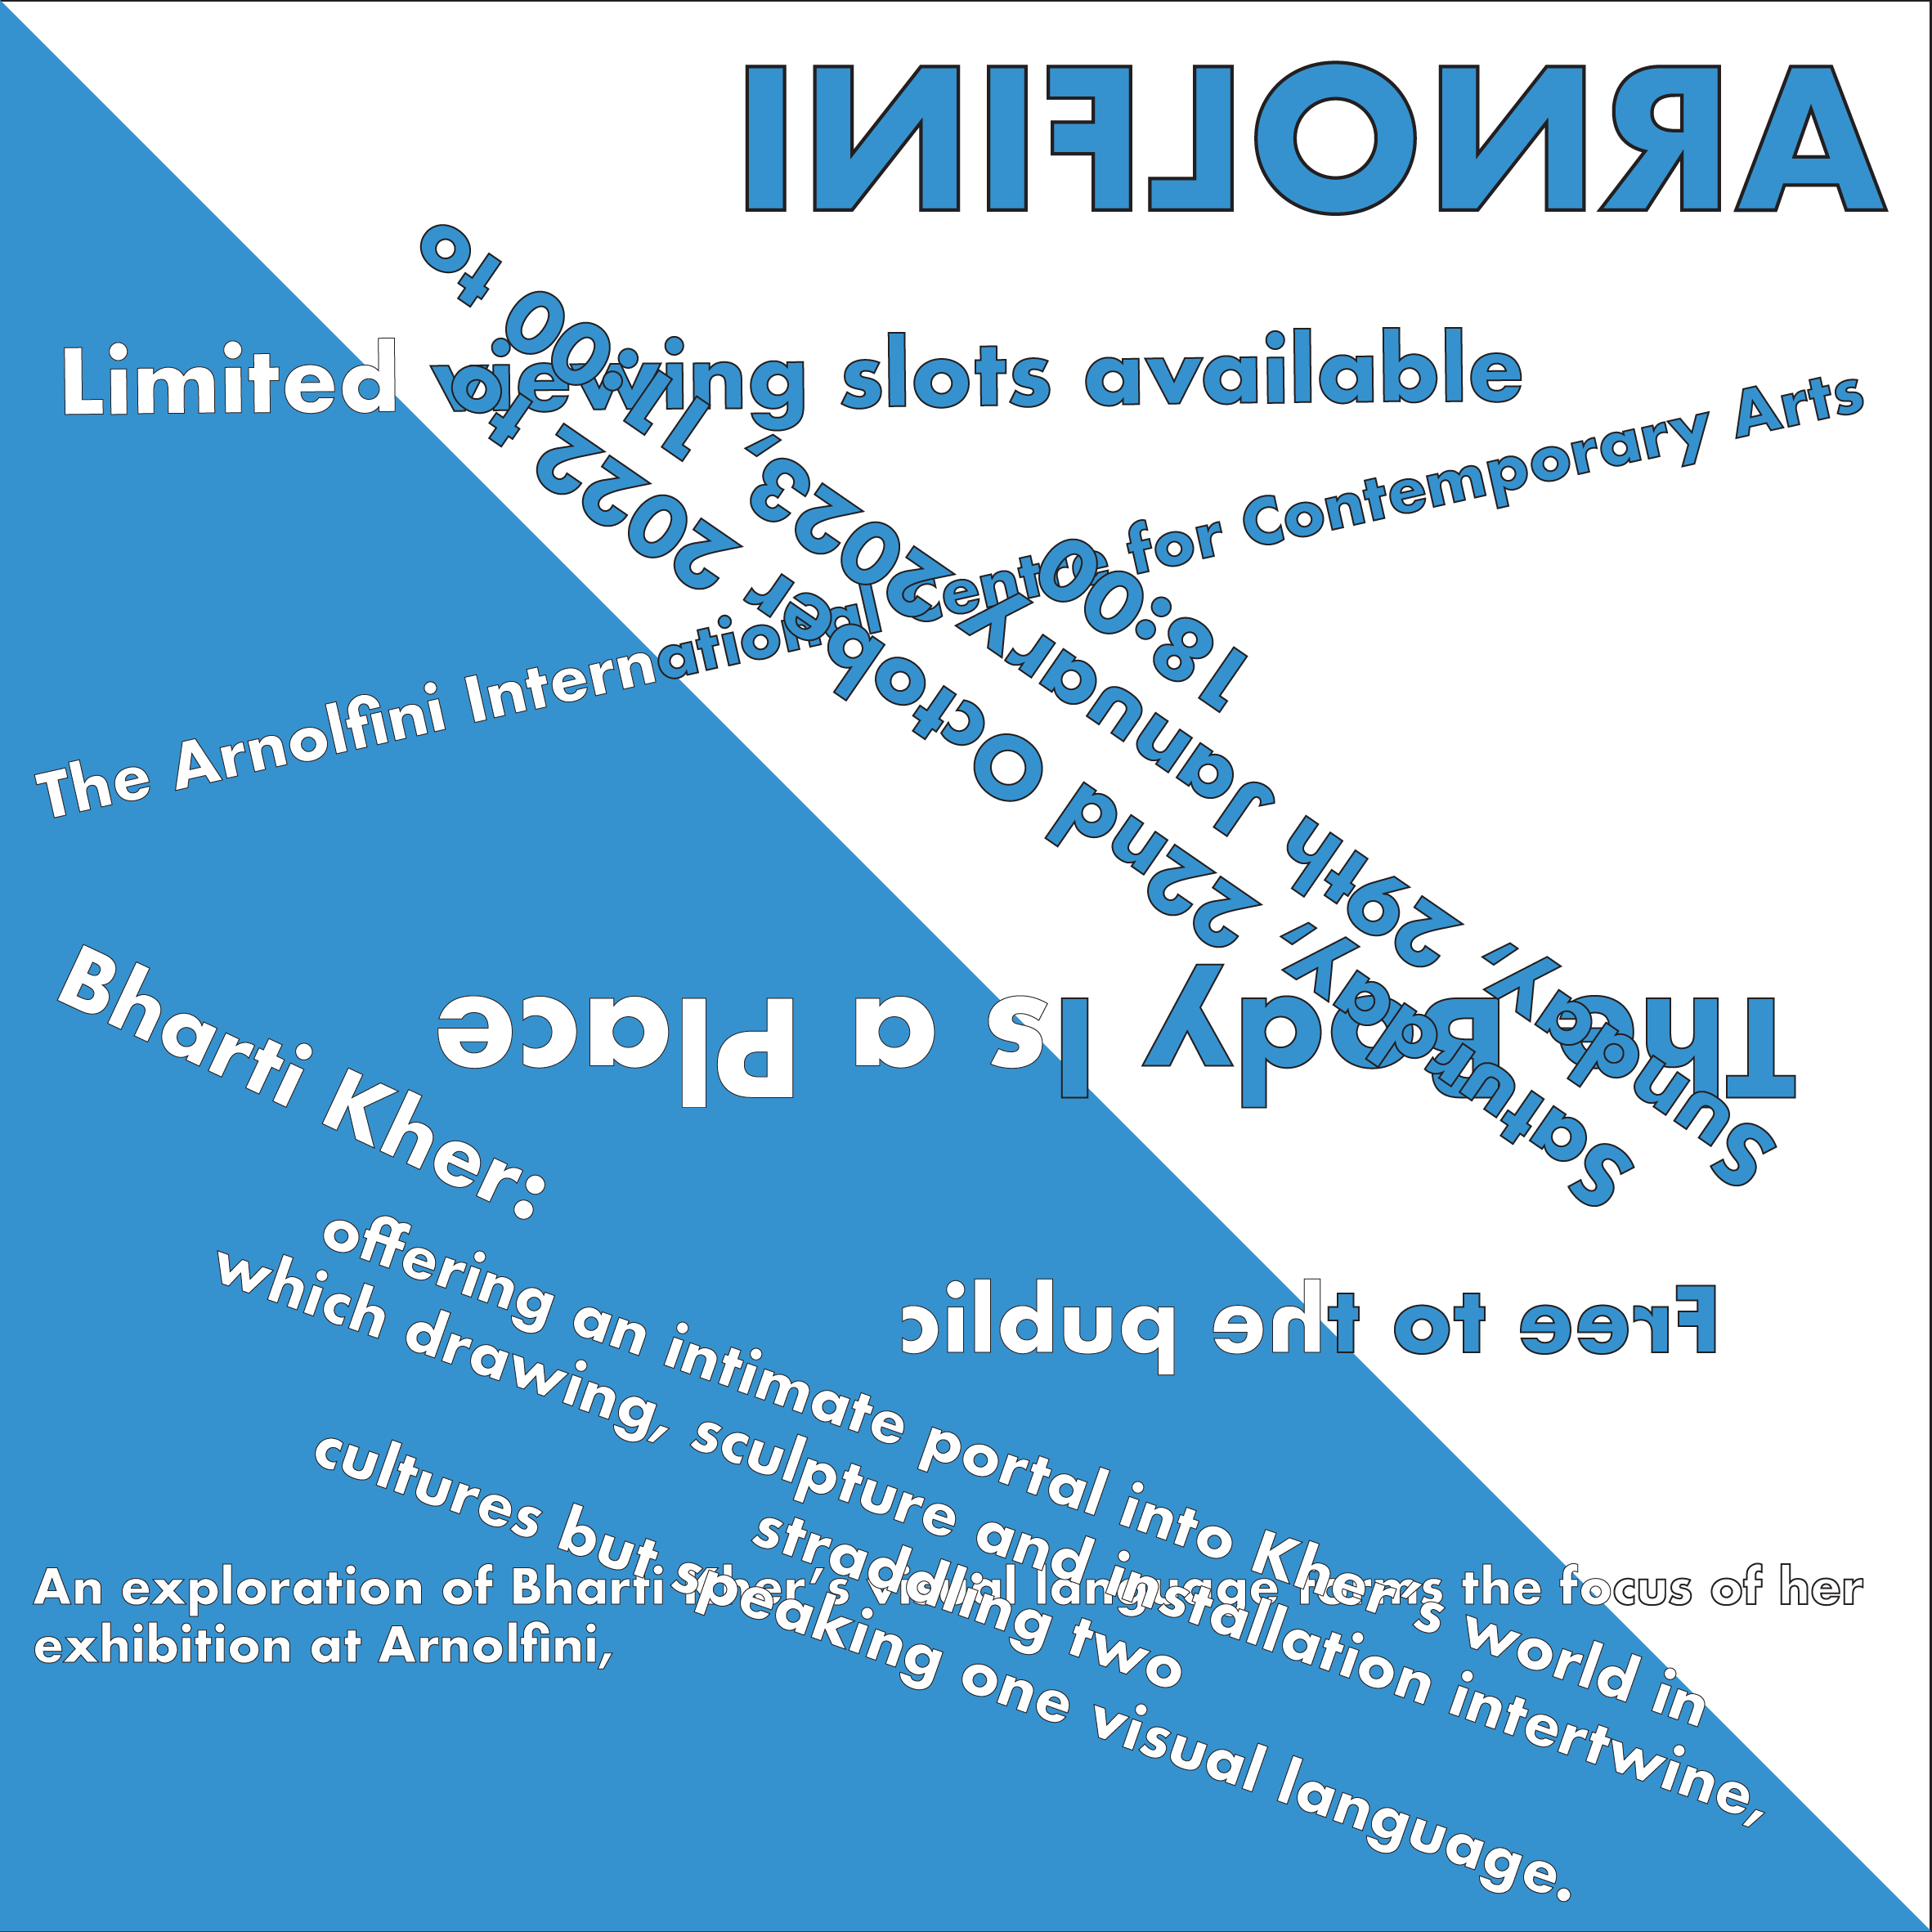 ARNOLFINI
Limited viewing slots available
The Arnolfini International Centre for Contemporary Arts
Saturday, 22nd October 2022 to
Sunday, 29th January 2023, 11:00 to
18:00
Bharti Kher:
The Body Is a Place
Free to the public
An exploration of Bharti Kher’s visual language forms the focus of her
exhibition at Arnolfini,
offering an intimate portal into Kher’s world in
which drawing, sculpture and installation intertwine,
straddling two
cultures but speaking one visual language.